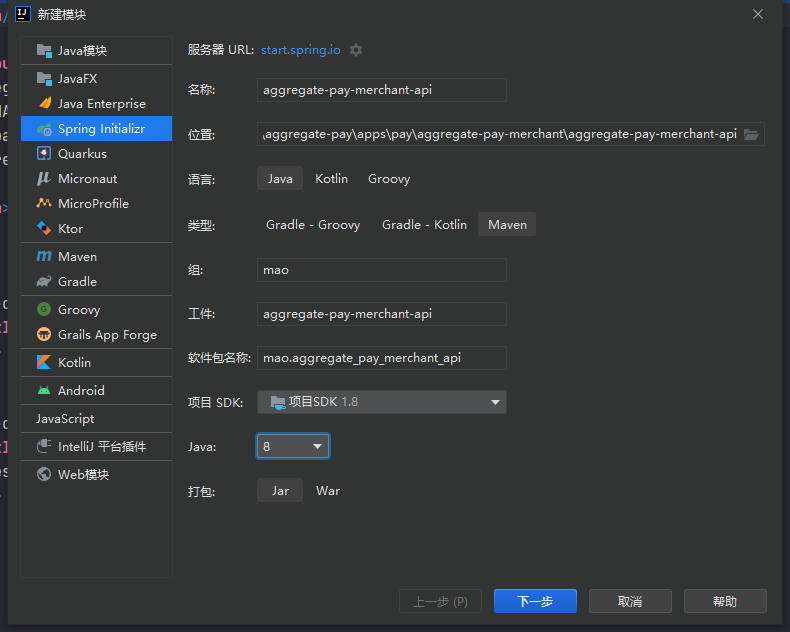 新建模块
Java模块
JavaFX
Java Enterprise
Spring Initializr
Quarkus
Micronaut
MicroProfile
Ktor
Maven
Gradle
Groovy
Grails App Forge
Kotlin
Android
JavaScript
IntelliJ 平台插件
Web模块
服务器 URL: start.spring.io
名称: aggregate-pay-merchant-api
位置: \aggregate-pay\apps\pay\aggregate-pay-merchant\aggregate-pay-merchant-api
语言: Java Kotlin Groovy
类型: Gradle - Groovy Gradle - Kotlin Maven
组: mao
工件: aggregate-pay-merchant-api
软件包名称: mao.aggregate_pay_merchant_api
项目 SDK: 项目SDK 1.8
Java: 8
打包: Jar War
上一步 (P) 下一步 取消 帮助